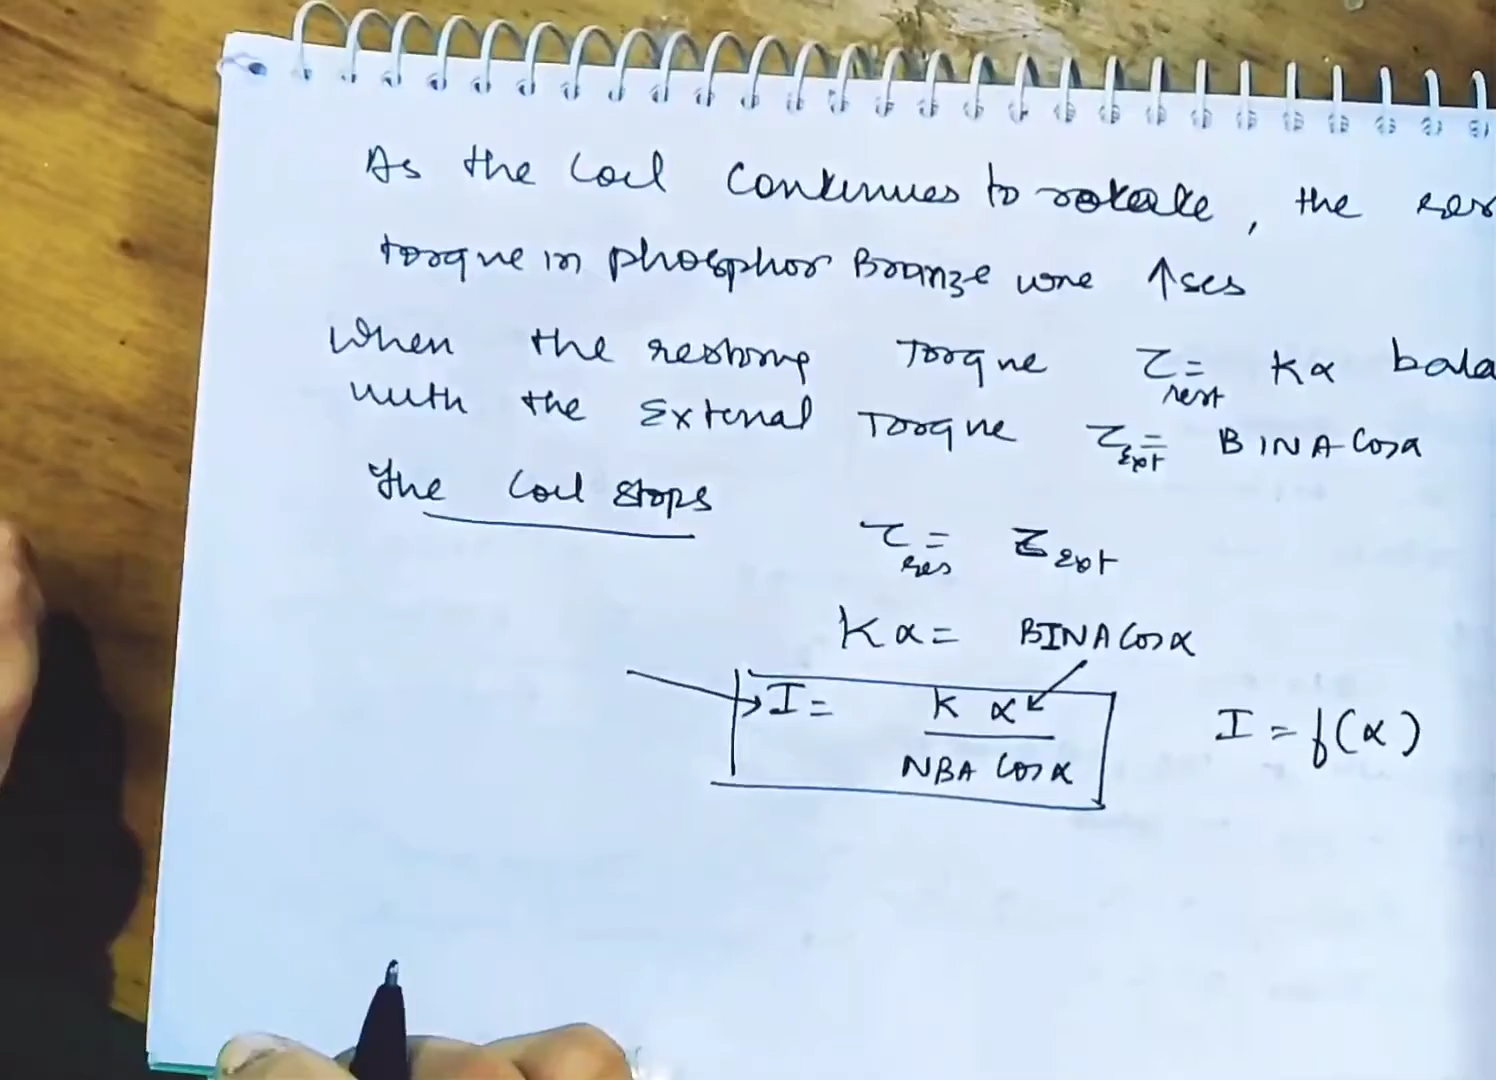 As the coil continues to rotate, the res
torque in phosphor Bronze wire ↑ses
When the restoring Torque τrest = Kα bala
with the External Torque τExt = BINA Cosα
the coil stops
τres = τExt
Kα = BINA Cosα
I = K α / NBA Cosα
I = f(α)